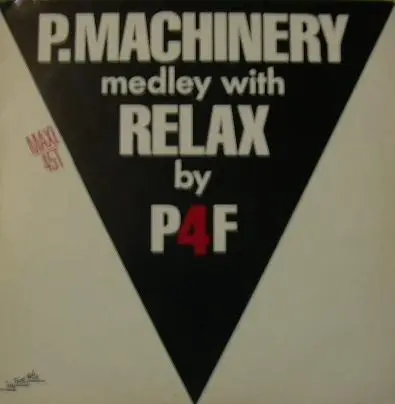 P.MACHINERY
medley with
RELAX
by
P4F
MAXI
45T